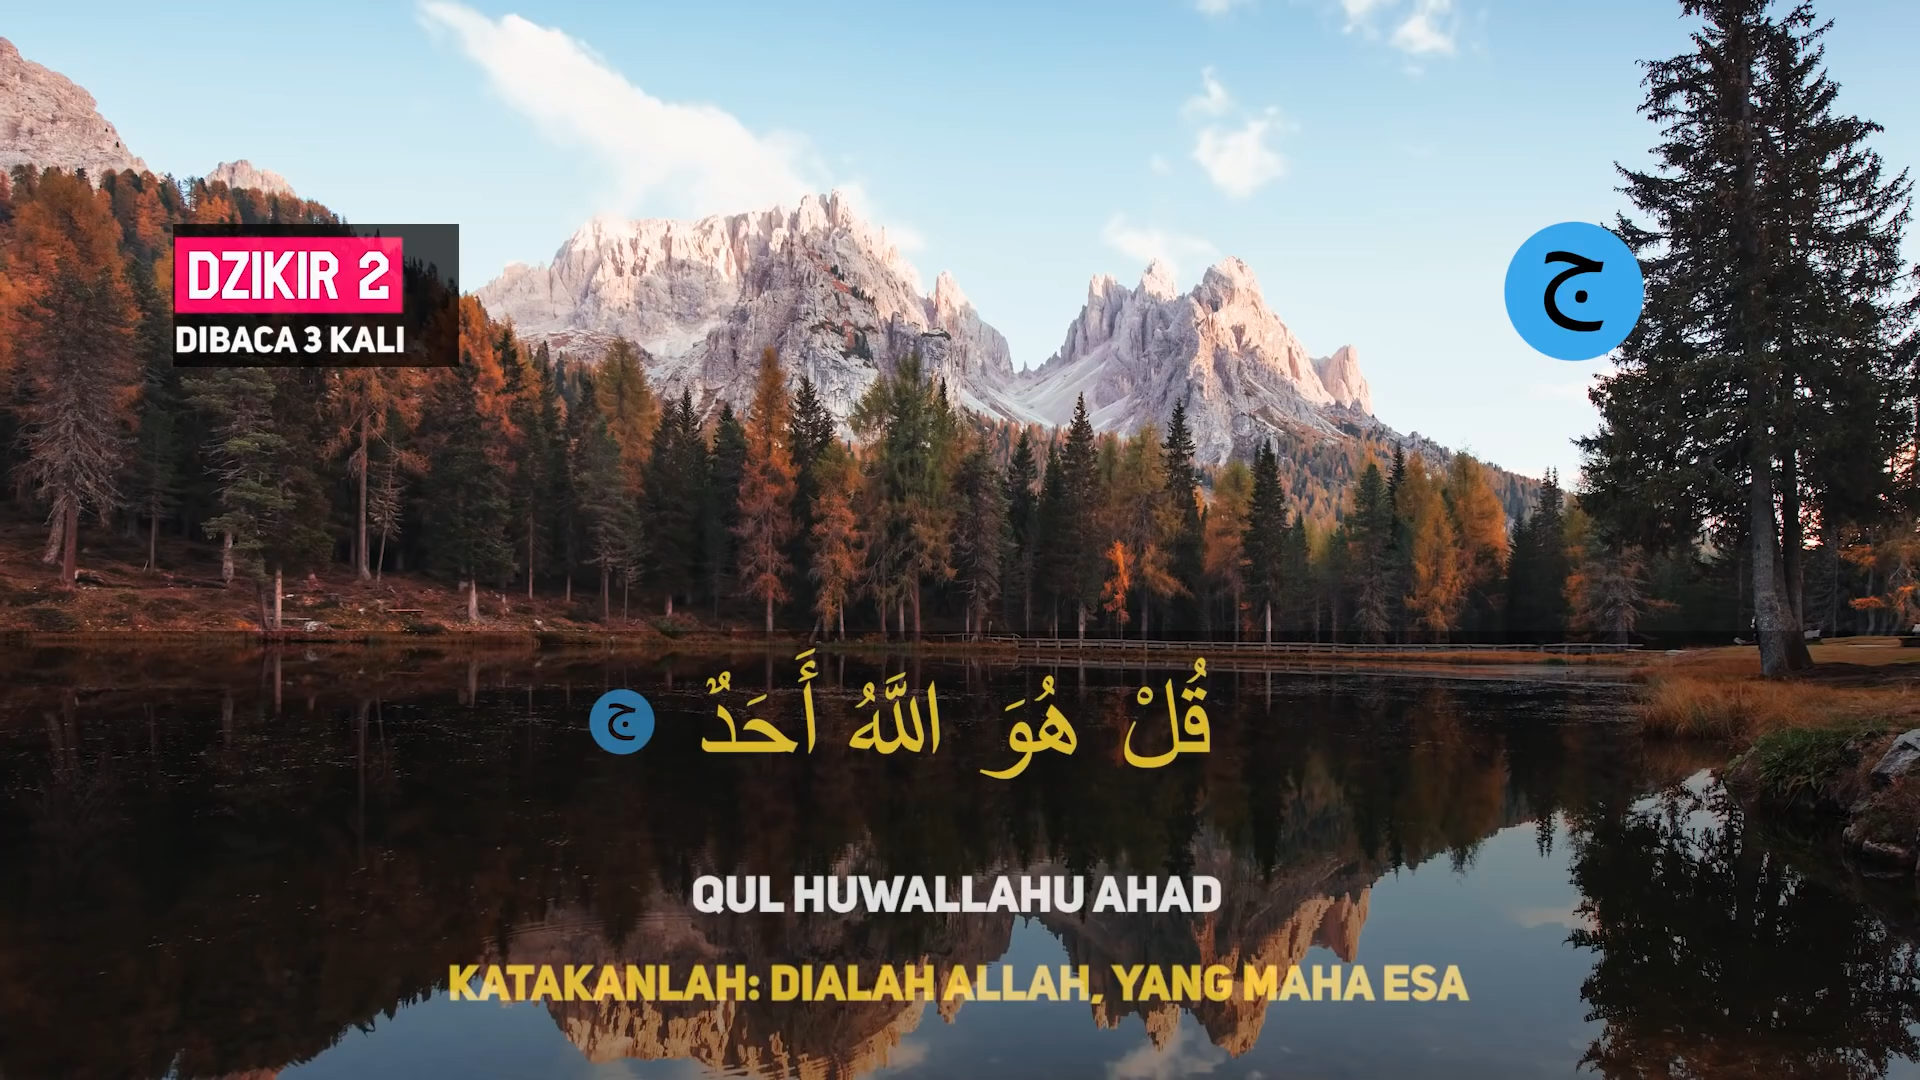 DZIKIR 2
DIBACA 3 KALI
ج
قُلْ هُوَ اللَّهُ أَحَدٌ ج
QUL HUWALLAHU AHAD
KATAKANLAH: DIALAH ALLAH, YANG MAHA ESA